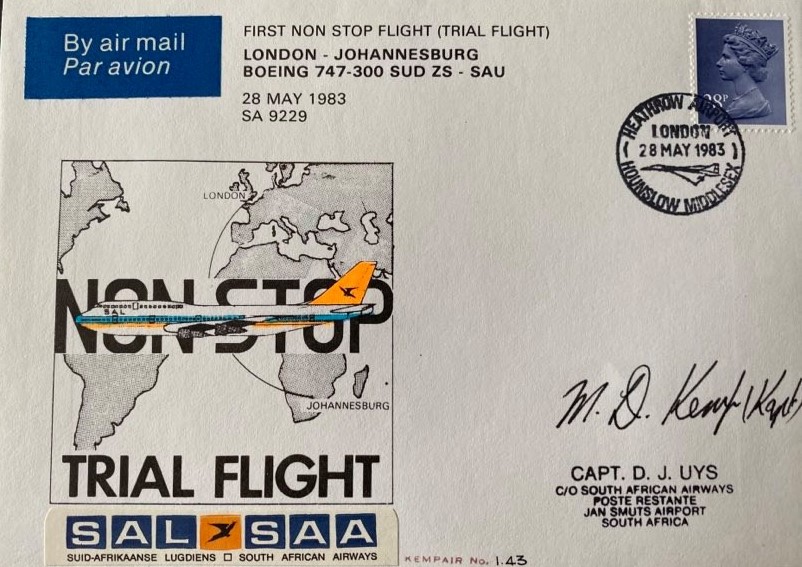 By air mail
Par avion
FIRST NON STOP FLIGHT (TRIAL FLIGHT)
LONDON - JOHANNESBURG
BOEING 747-300 SUD ZS - SAU
28 MAY 1983
SA 9229
28P
HEATHROW AIRPORT
LONDON
( 28 MAY 1983 )
HOUNSLOW MIDDLESEX
LONDON
NON STOP
SAL
JOHANNESBURG
TRIAL FLIGHT
M. D. Kemp (Kapt)
CAPT. D. J. UYS
C/O SOUTH AFRICAN AIRWAYS
POSTE RESTANTE
JAN SMUTS AIRPORT
SOUTH AFRICA
SAL SAA
SUID-AFRIKAANSE LUGDIENS □ SOUTH AFRICAN AIRWAYS
KEMPAIR No. 1.43